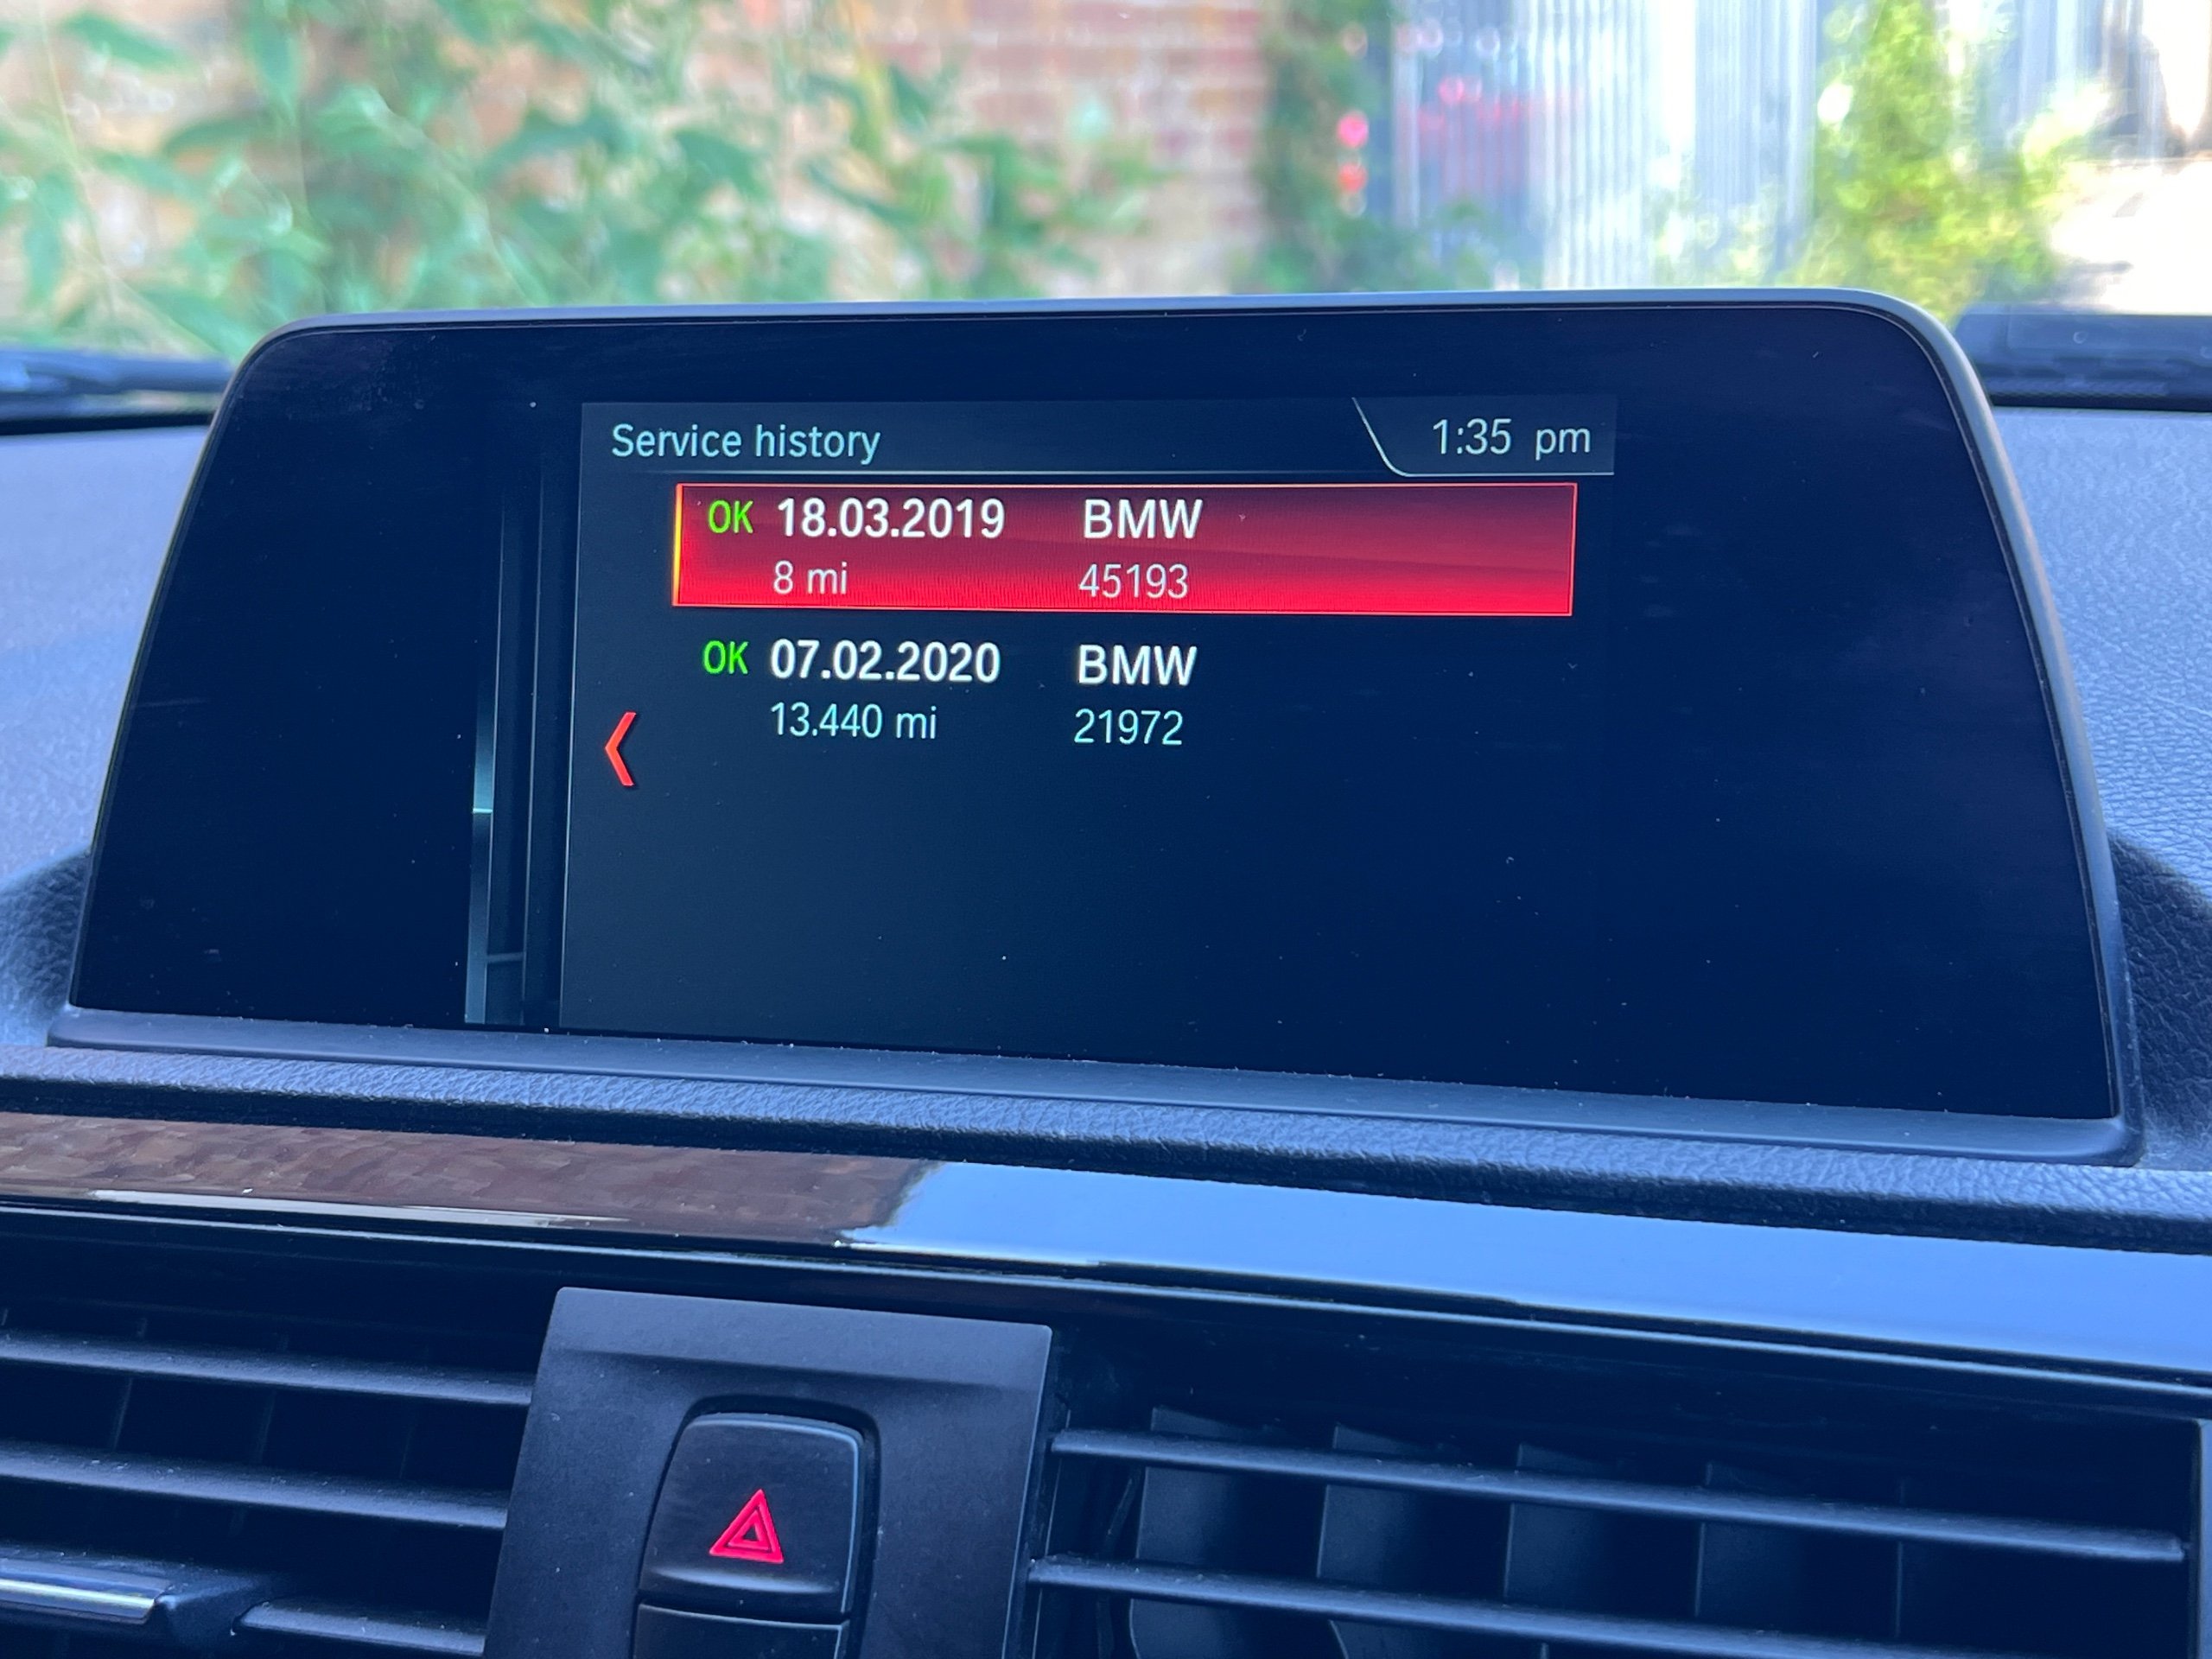 Service history 1:35 pm
OK 18.03.2019 BMW
8 mi 45193
OK 07.02.2020 BMW
13.440 mi 21972